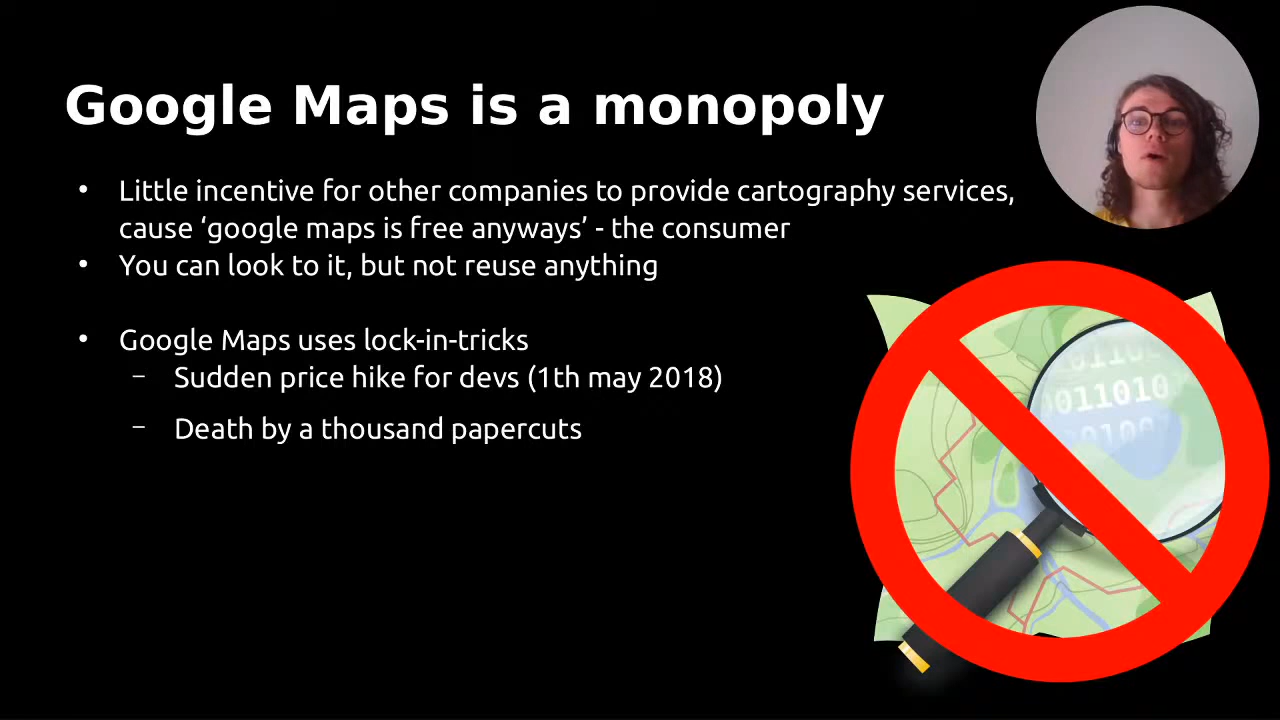 Google Maps is a monopoly
• Little incentive for other companies to provide cartography services,
cause ‘google maps is free anyways’ - the consumer
• You can look to it, but not reuse anything
• Google Maps uses lock-in-tricks
– Sudden price hike for devs (1th may 2018)
– Death by a thousand papercuts
0011010